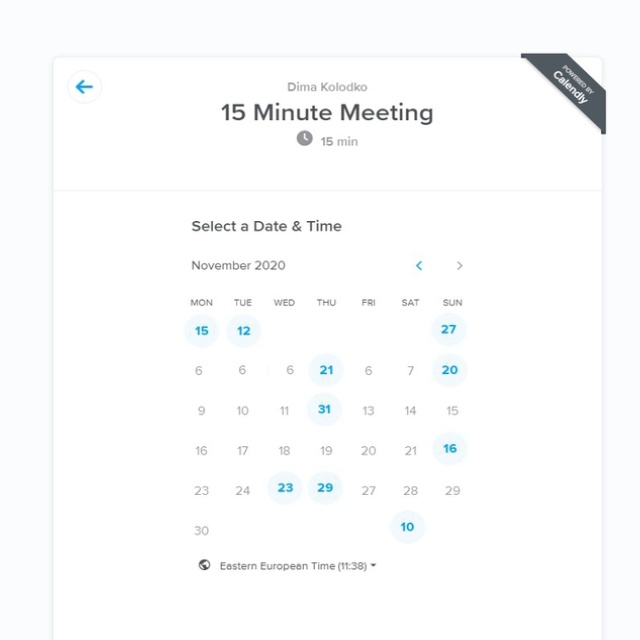 POWERED BY
Calendly
Dima Kolodko
15 Minute Meeting
15 min
Select a Date & Time
November 2020
MON TUE WED THU FRI SAT SUN
15 12 27
6 6 6 21 6 7 20
9 10 11 31 13 14 15
16 17 18 19 20 21 16
23 24 23 29 27 28 29
30 10
Eastern European Time (11:38)